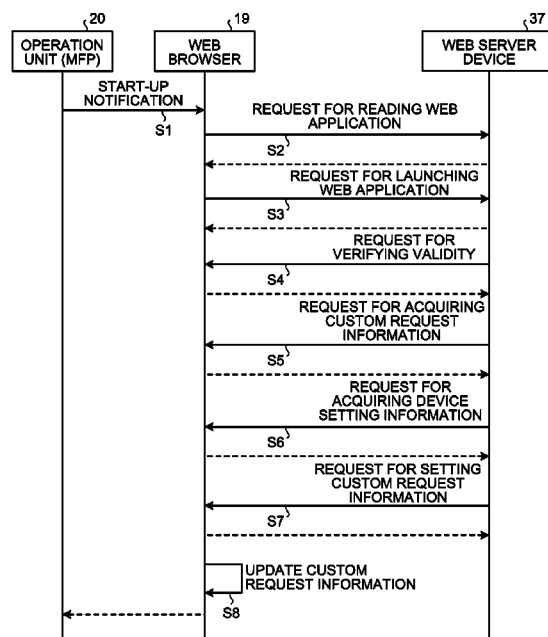 20
19
37
OPERATION
UNIT (MFP)
WEB
BROWSER
WEB SERVER
DEVICE
START-UP
NOTIFICATION
S1
REQUEST FOR READING WEB
APPLICATION
S2
REQUEST FOR LAUNCHING
WEB APPLICATION
S3
REQUEST FOR
VERIFYING VALIDITY
S4
REQUEST FOR ACQUIRING
CUSTOM REQUEST
INFORMATION
S5
REQUEST FOR
ACQUIRING DEVICE
SETTING INFORMATION
S6
REQUEST FOR SETTING
CUSTOM REQUEST
INFORMATION
S7
UPDATE CUSTOM
REQUEST INFORMATION
S8